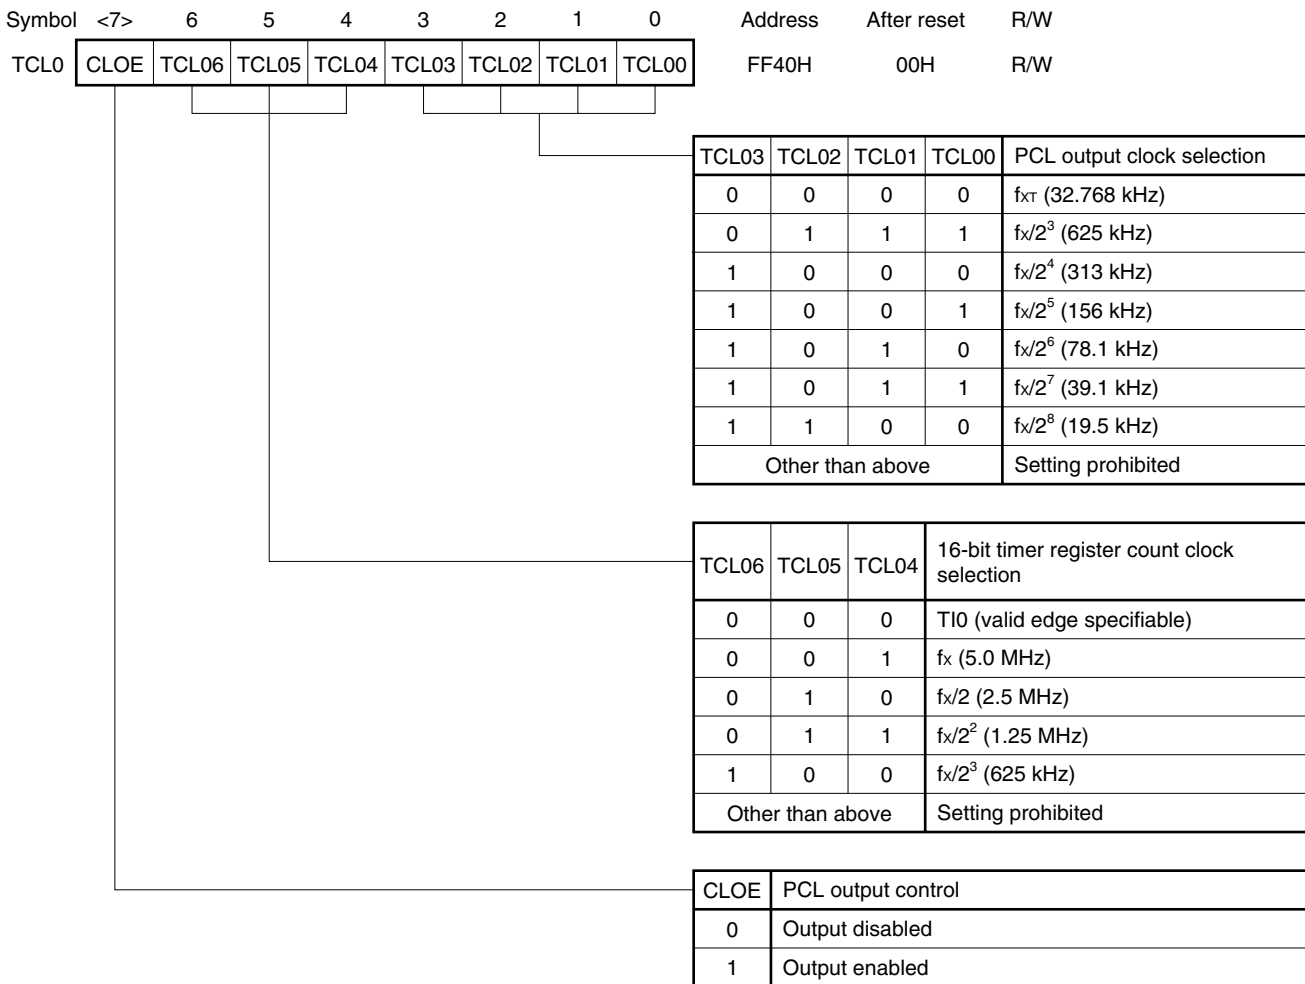 Symbol <7> 6 5 4 3 2 1 0 Address After reset R/W
TCL0 CLOE TCL06 TCL05 TCL04 TCL03 TCL02 TCL01 TCL00 FF40H 00H R/W
TCL03 TCL02 TCL01 TCL00 PCL output clock selection
0 0 0 0 fXT (32.768 kHz)
0 1 1 1 fX/2³ (625 kHz)
1 0 0 0 fX/2⁴ (313 kHz)
1 0 0 1 fX/2⁵ (156 kHz)
1 0 1 0 fX/2⁶ (78.1 kHz)
1 0 1 1 fX/2⁷ (39.1 kHz)
1 1 0 0 fX/2⁸ (19.5 kHz)
Other than above Setting prohibited
TCL06 TCL05 TCL04 16-bit timer register count clock
selection
0 0 0 TI0 (valid edge specifiable)
0 0 1 fX (5.0 MHz)
0 1 0 fX/2 (2.5 MHz)
0 1 1 fX/2² (1.25 MHz)
1 0 0 fX/2³ (625 kHz)
Other than above Setting prohibited
CLOE PCL output control
0 Output disabled
1 Output enabled